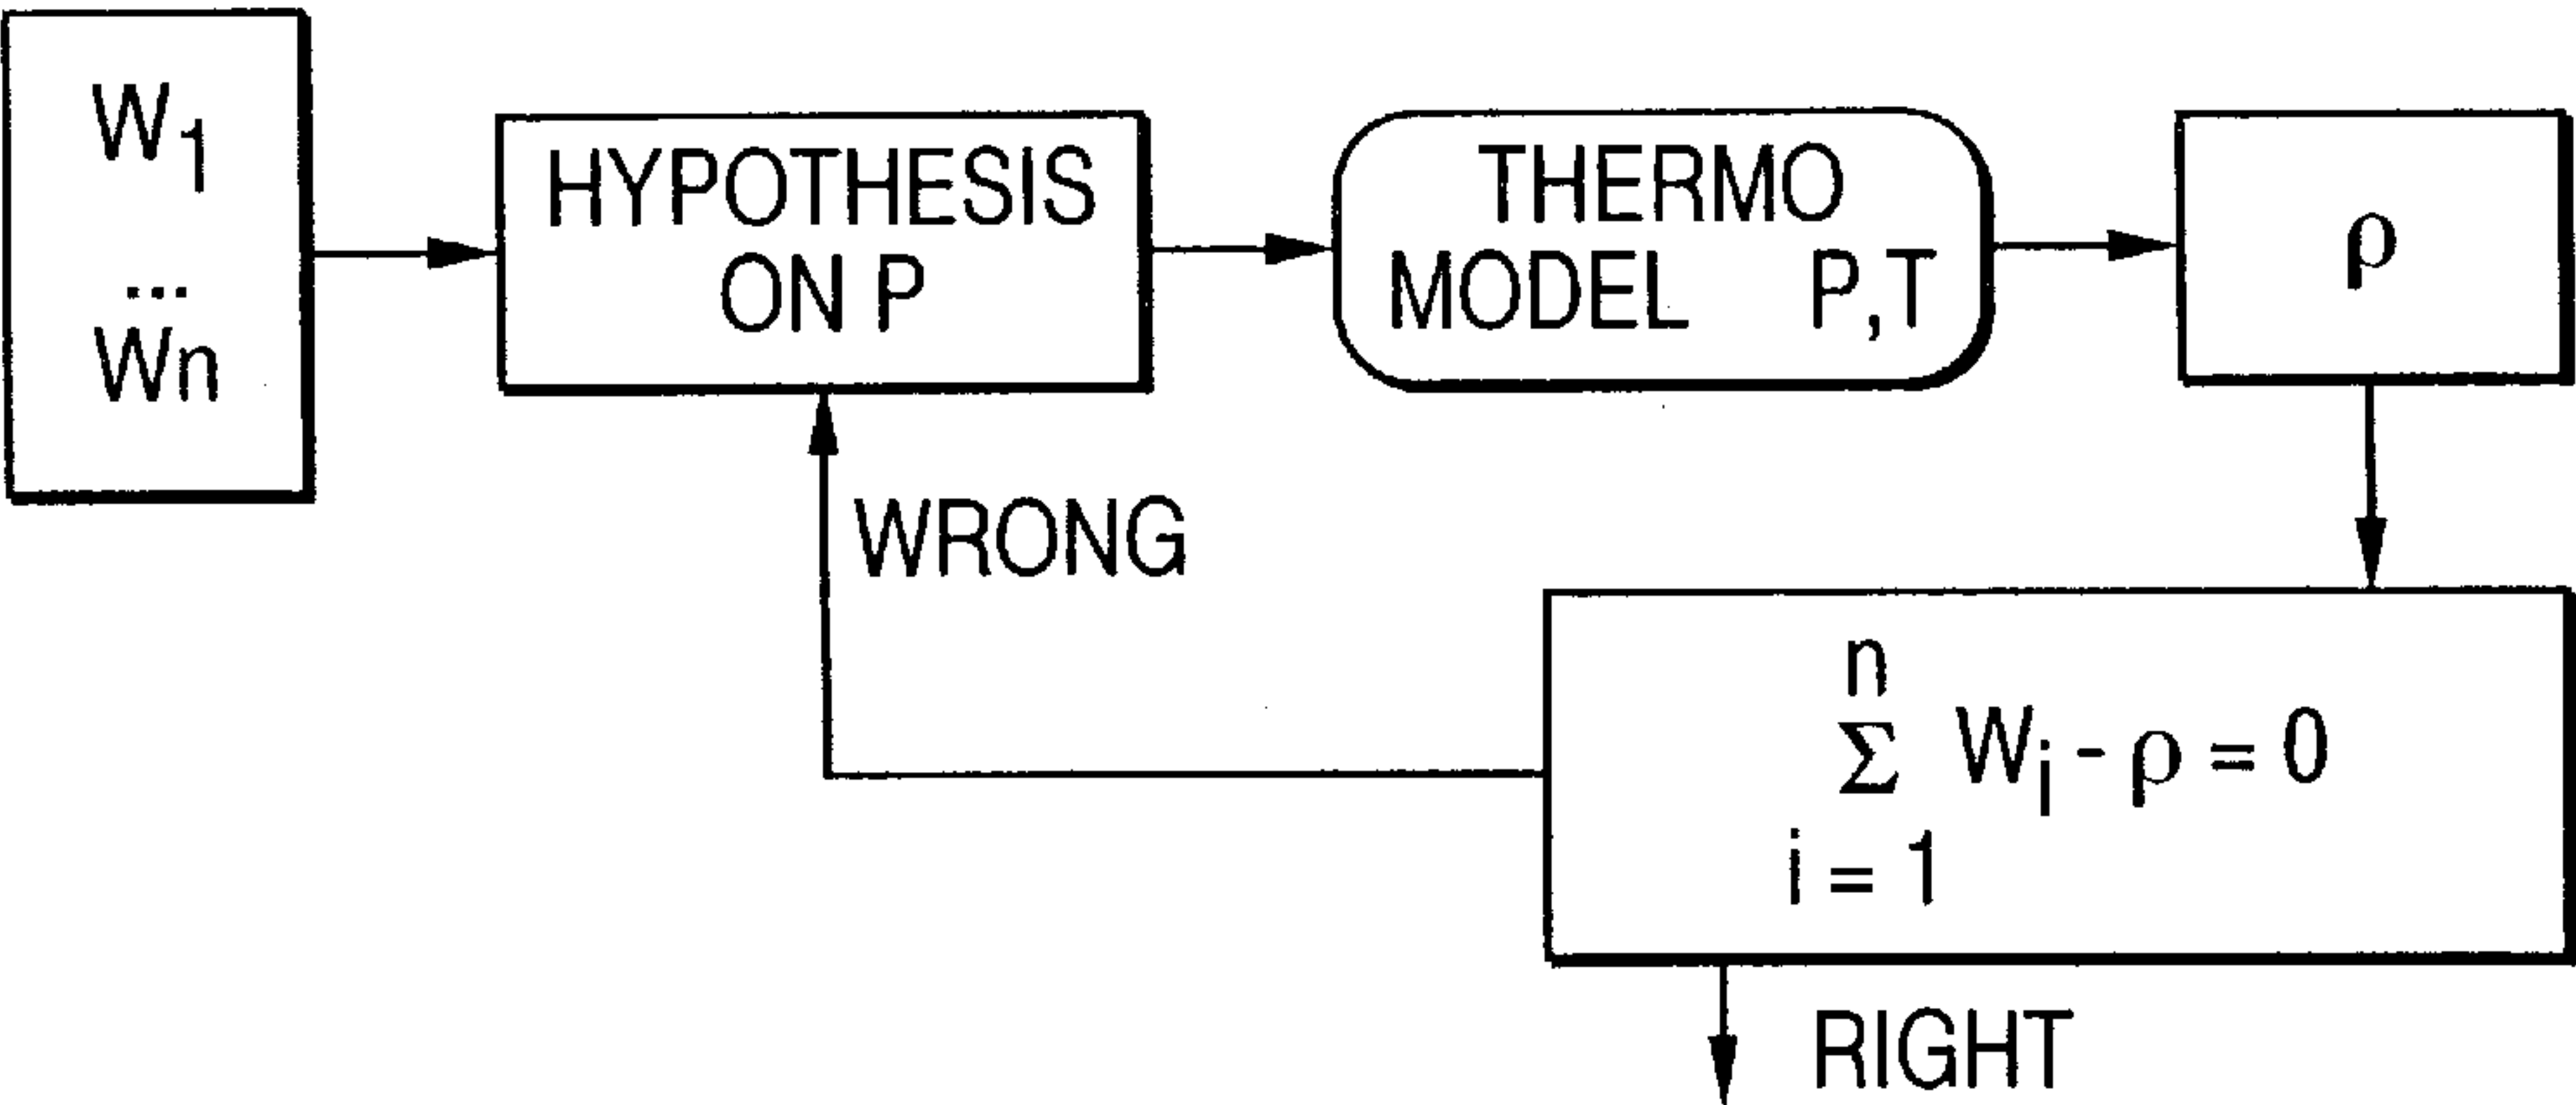 W1
...
Wn
HYPOTHESIS
ON P
THERMO
MODEL P,T
ρ
WRONG
n
Σ Wi - ρ = 0
i = 1
RIGHT